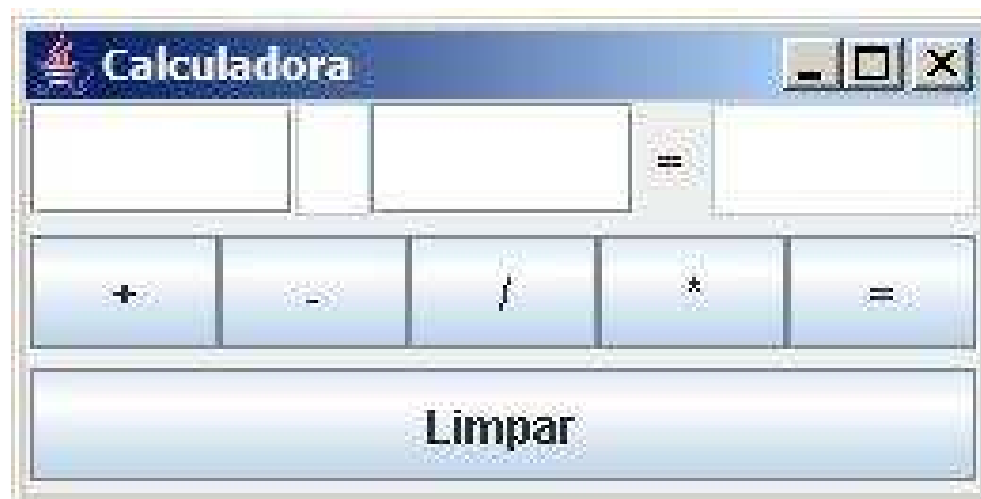 Calculadora
=
+ - / * =
Limpar